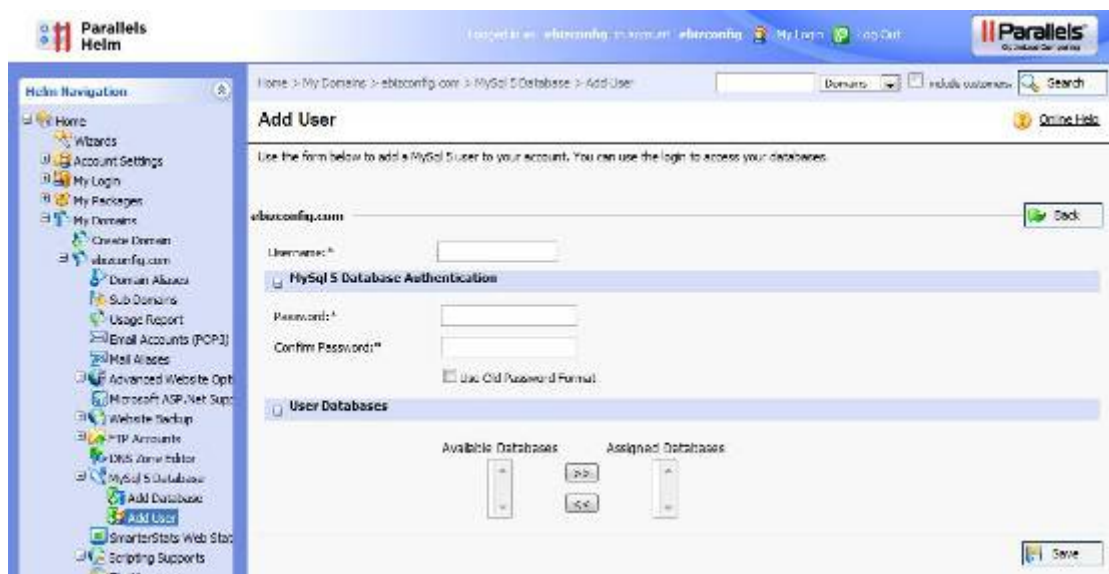 Parallels
Helm
Logged in as: ebizconfig in account: ebizconfig My Login Log Out
Parallels
Home > My Domains > ebizconfig.com > MySql 5 Database > Add User
Domains
include customers
Search
Helm Navigation
Home
Wizards
Account Settings
My Login
My Packages
My Domains
Create Domain
ebizconfig.com
Domain Aliases
Sub Domains
Usage Report
Email Accounts (POP3)
Mail Aliases
Advanced Website Opt
Microsoft ASP.Net Supp
Website Backup
FTP Accounts
DNS Zone Editor
MySql 5 Database
Add Database
Add User
SmarterStats Web Stat
Scripting Supports
Add User
Online Help
Use the form below to add a MySql 5 user to your account. You can use the login to access your databases.
ebizconfig.com
Back
Username:*
MySql 5 Database Authentication
Password:*
Confirm Password:*
Use Old Password Format
User Databases
Available Databases
Assigned Databases
>>
<<
Save